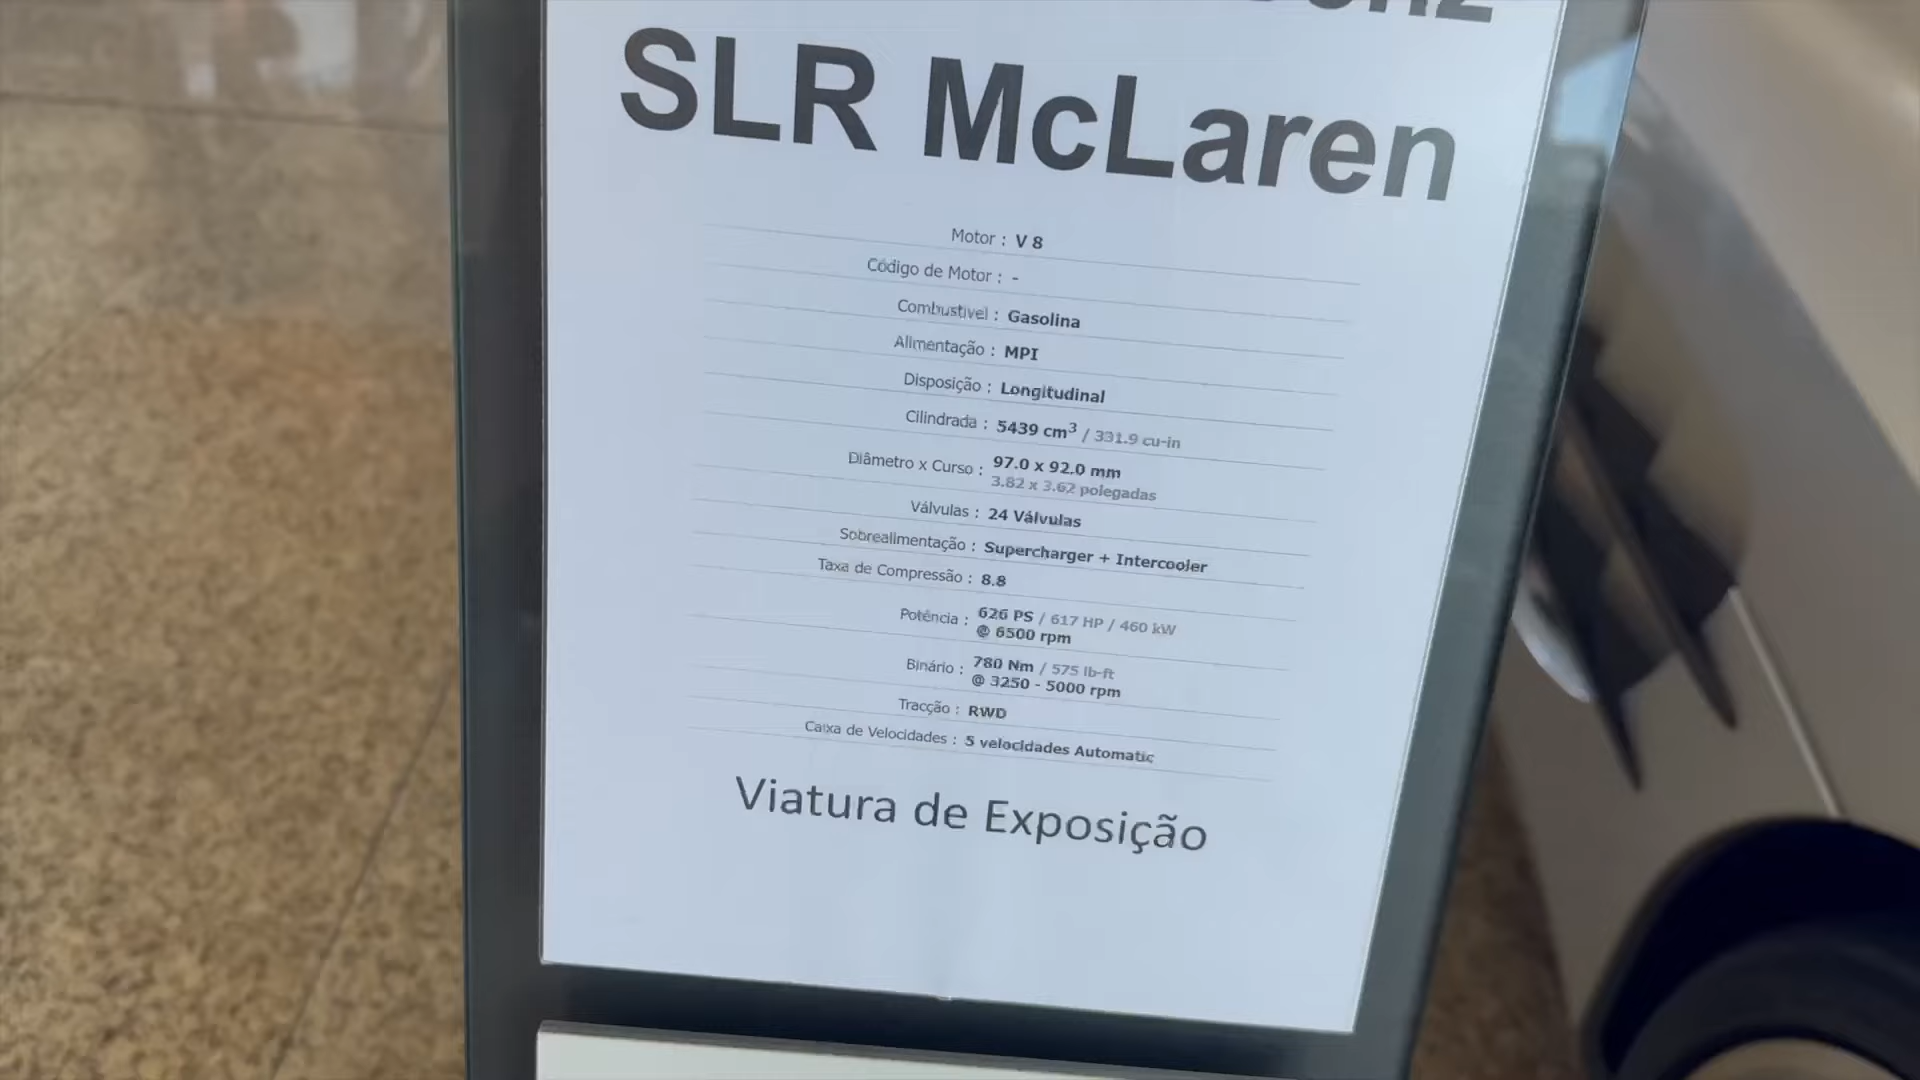 SLR McLaren
Motor : V 8
Código de Motor : -
Combustivel : Gasolina
Alimentação : MPI
Disposição : Longitudinal
Cilindrada : 5439 cm³ / 331.9 cu-in
Diâmetro x Curso : 97.0 x 92.0 mm
3.82 x 3.62 polegadas
Válvulas : 24 Válvulas
Sobrealimentação : Supercharger + Intercooler
Taxa de Compressão : 8.8
Potência : 626 PS / 617 HP / 460 kW
@ 6500 rpm
Binário : 780 Nm / 575 lb-ft
@ 3250 - 5000 rpm
Tracção : RWD
Caixa de Velocidades : 5 velocidades Automatic
Viatura de Exposição